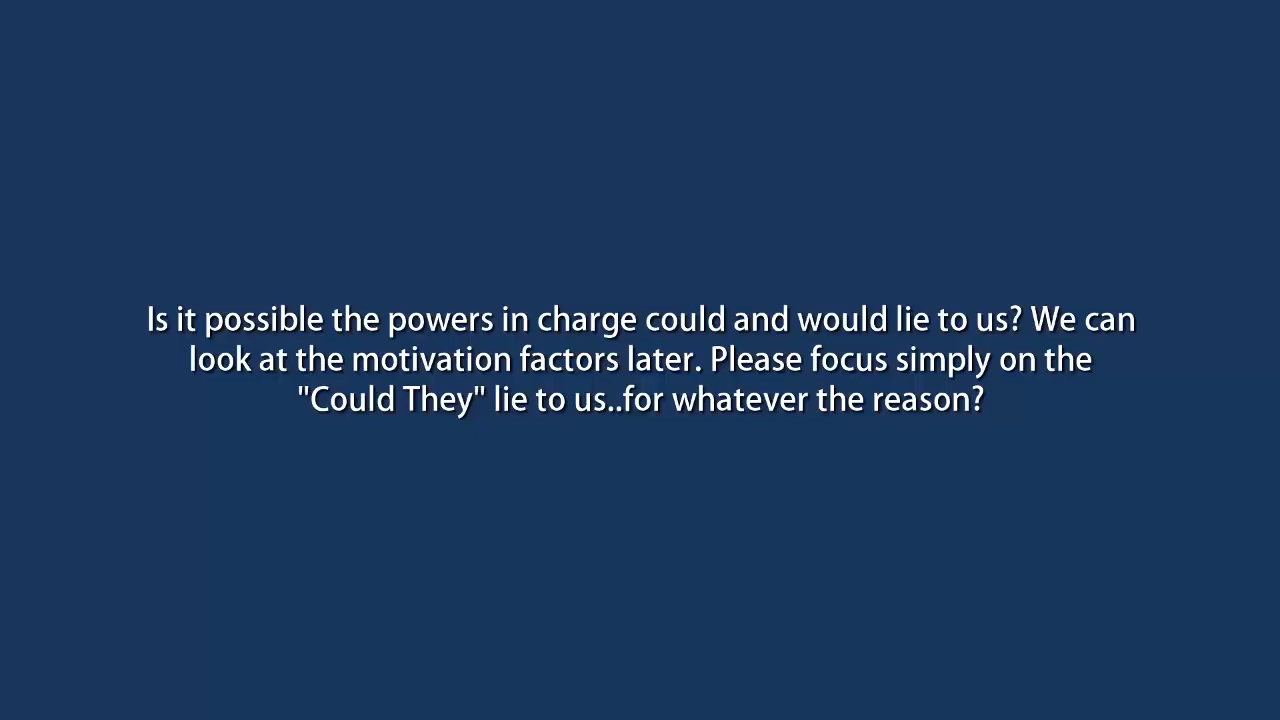 Is it possible the powers in charge could and would lie to us? We can
look at the motivation factors later. Please focus simply on the
"Could They" lie to us..for whatever the reason?